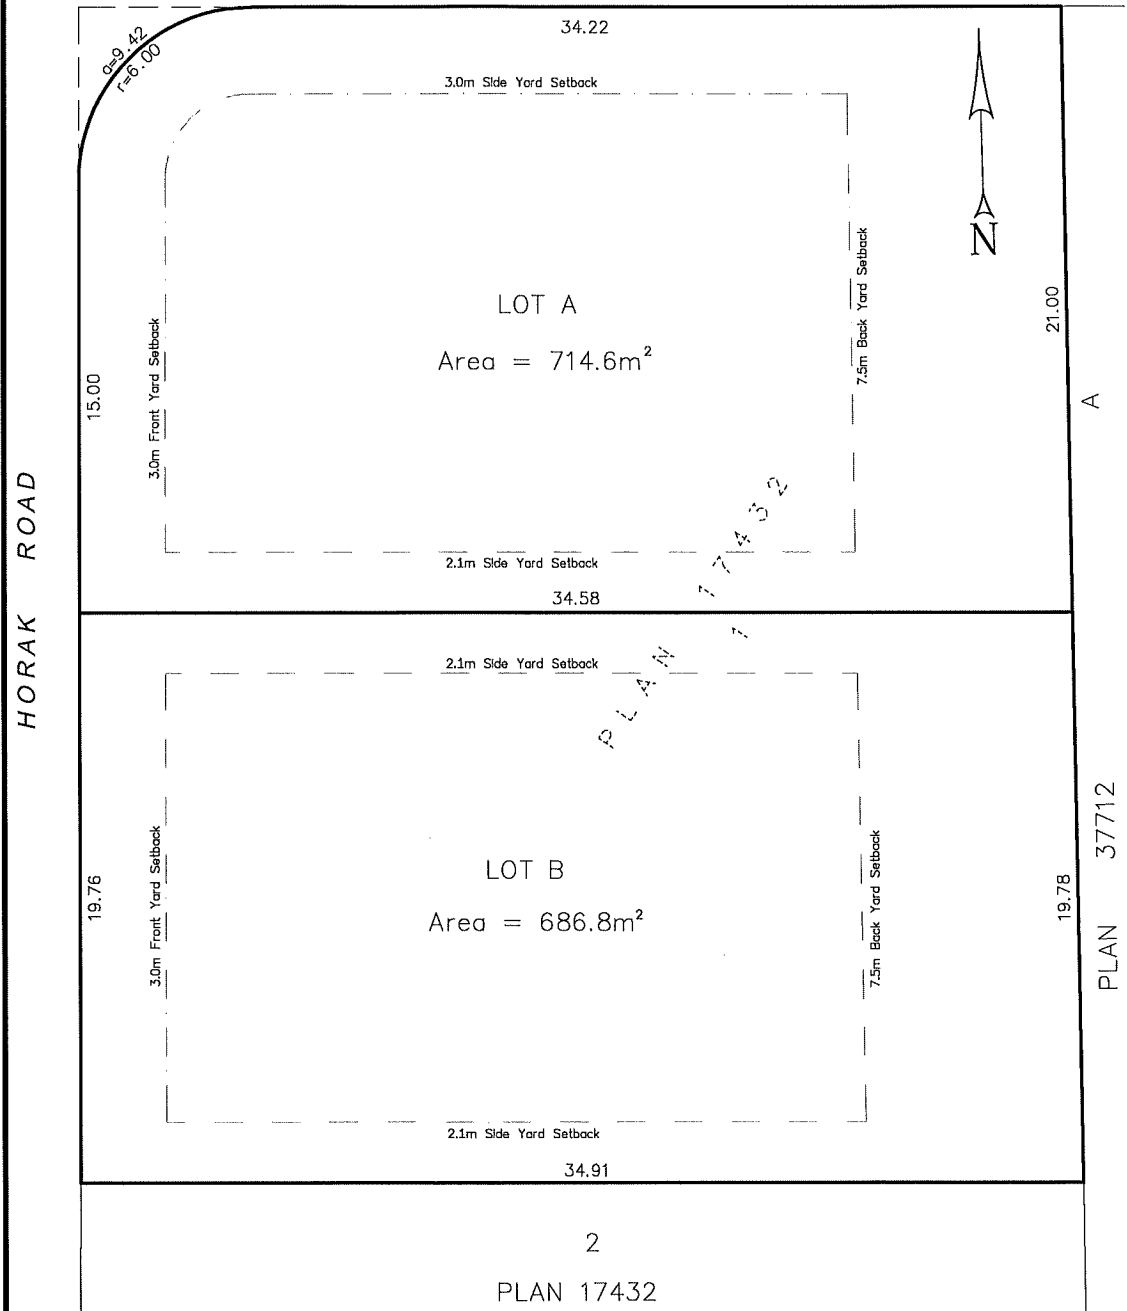 34.22
a=9.42
r=6.00
3.0m Side Yard Setback
N
LOT A
Area = 714.6m²
7.5m Back Yard Setback
21.00
A
3.0m Front Yard Setback
15.00
HORAK ROAD
2.1m Side Yard Setback
34.58
PLAN 17432
1
2.1m Side Yard Setback
LOT B
Area = 686.8m²
3.0m Front Yard Setback
19.76
7.5m Back Yard Setback
19.78
PLAN 37712
2.1m Side Yard Setback
34.91
2
PLAN 17432